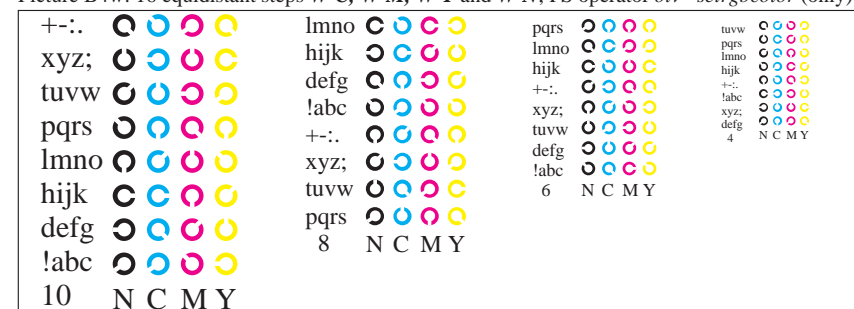 +-:.
xyz;
tuvw
pqrs
lmno
hijk
defg
!abc
10 N C M Y
lmno
hijk
defg
!abc
+-:.
xyz;
tuvw
pqrs
8 N C M Y
pqrs
lmno
hijk
+-:.
xyz;
tuvw
defg
!abc
6 N C M Y
tuvw
pqrs
lmno
hijk
+-:.
!abc
xyz;
defg
4 N C M Y